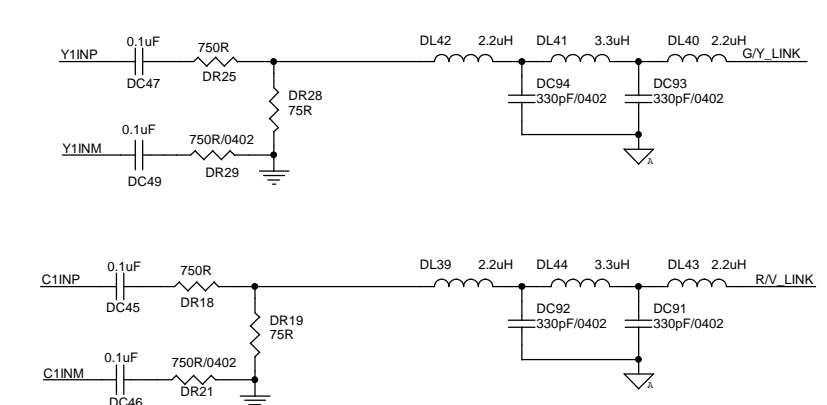 0.1uF
750R
DL42 2.2uH DL41 3.3uH DL40 2.2uH
Y1INP
G/Y_LINK
DC47
DR25
DR28
75R
DC94
330pF/0402
DC93
330pF/0402
0.1uF
750R/0402
Y1INM
DC49
DR29
A
0.1uF
750R
DL39 2.2uH DL44 3.3uH DL43 2.2uH
C1INP
R/V_LINK
DC45
DR18
DR19
75R
DC92
330pF/0402
DC91
330pF/0402
0.1uF
750R/0402
C1INM
DC46
DR21
A